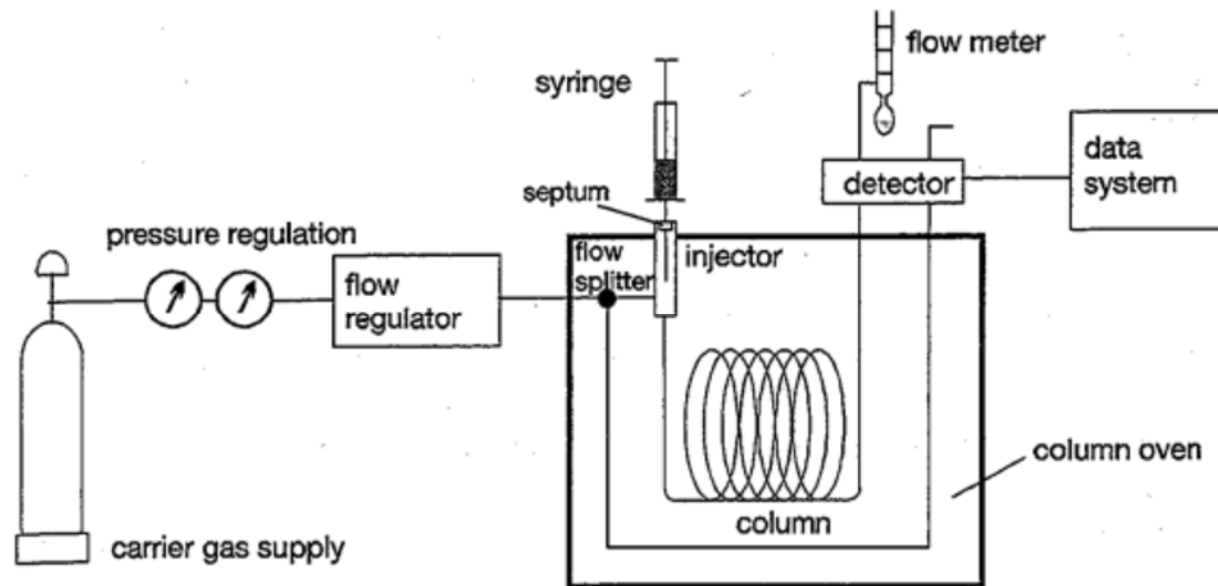 flow meter
syringe
data
system
detector
septum
pressure regulation
flow
splitter
injector
flow
regulator
column oven
column
carrier gas supply